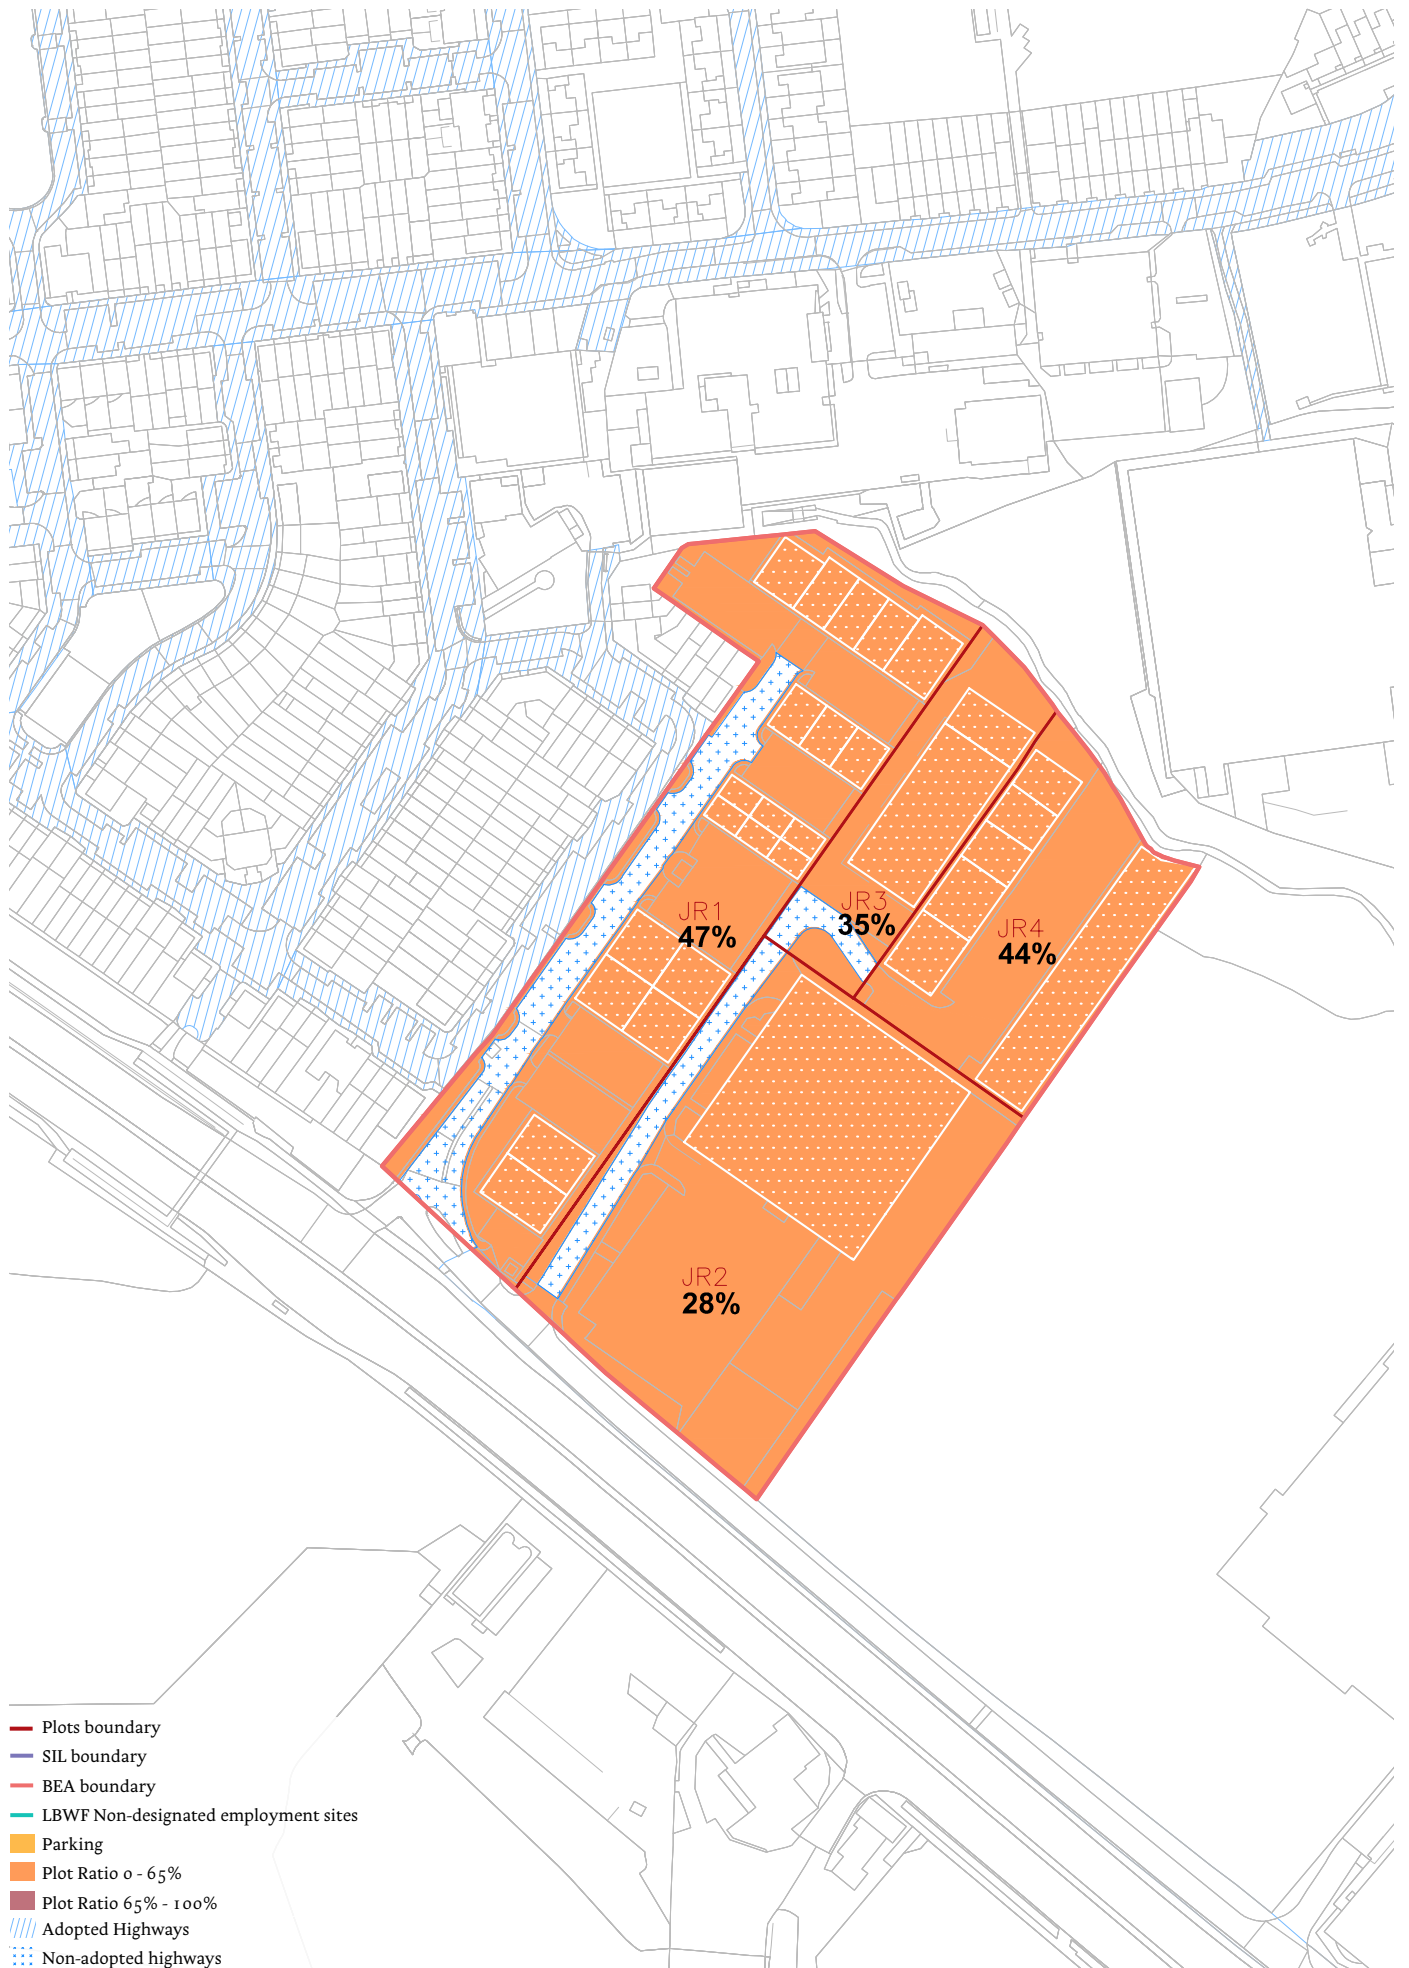 JR1
47%
JR3
35%
JR4
44%
JR2
28%
Plots boundary
SIL boundary
BEA boundary
LBWF Non-designated employment sites
Parking
Plot Ratio 0 - 65%
Plot Ratio 65% - 100%
Adopted Highways
Non-adopted highways